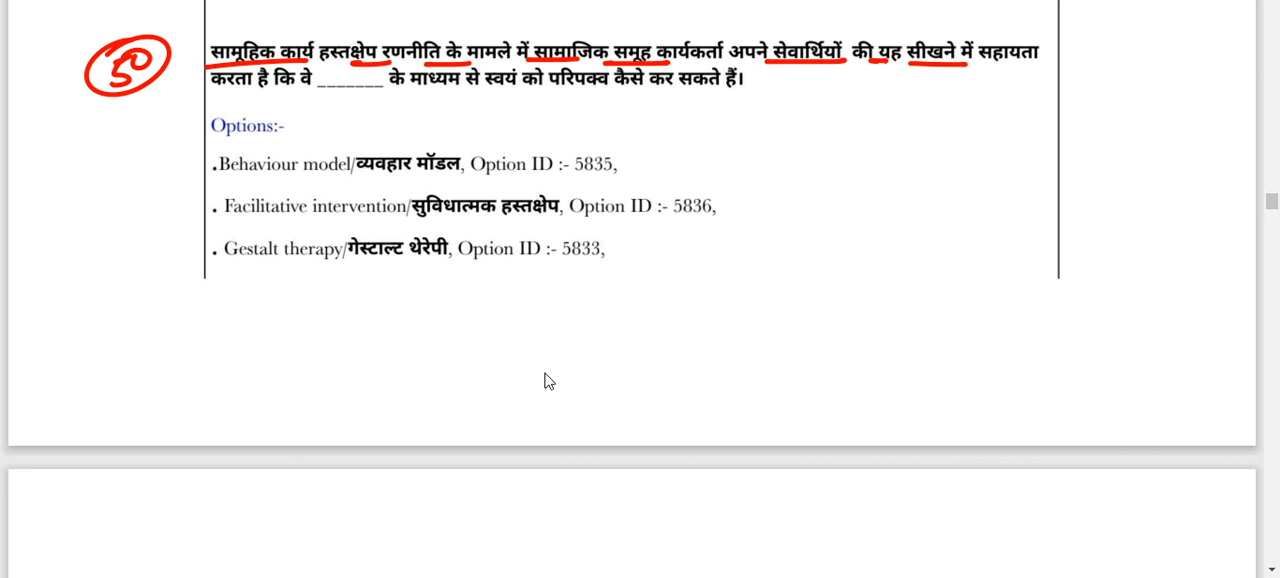 50
सामूहिक कार्य हस्तक्षेप रणनीति के मामले में सामाजिक समूह कार्यकर्ता अपने सेवार्थियों की यह सीखने में सहायता
करता है कि वे _______ के माध्यम से स्वयं को परिपक्व कैसे कर सकते हैं।
Options:-
.Behaviour model/व्यवहार मॉडल, Option ID :- 5835,
. Facilitative intervention/सुविधात्मक हस्तक्षेप, Option ID :- 5836,
. Gestalt therapy/गेस्टाल्ट थेरेपी, Option ID :- 5833,